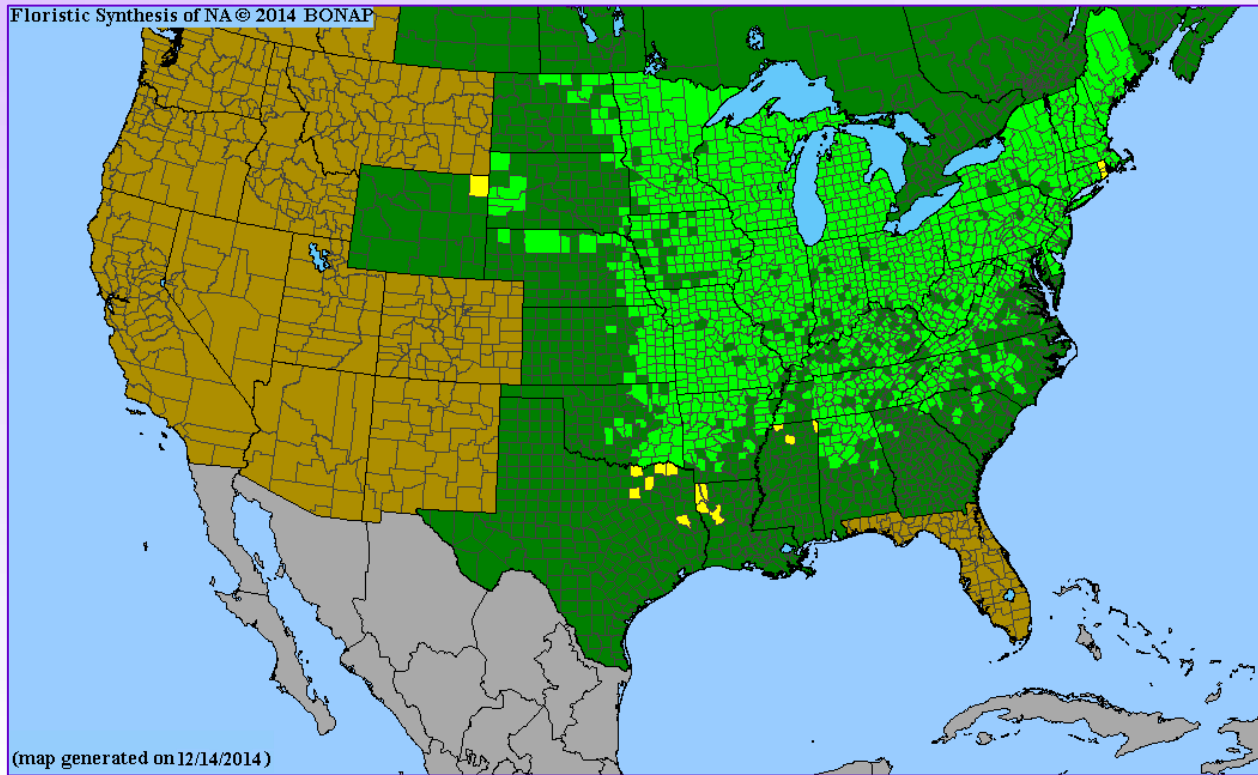 Floristic Synthesis of NA © 2014 BONAP
(map generated on 12/14/2014)